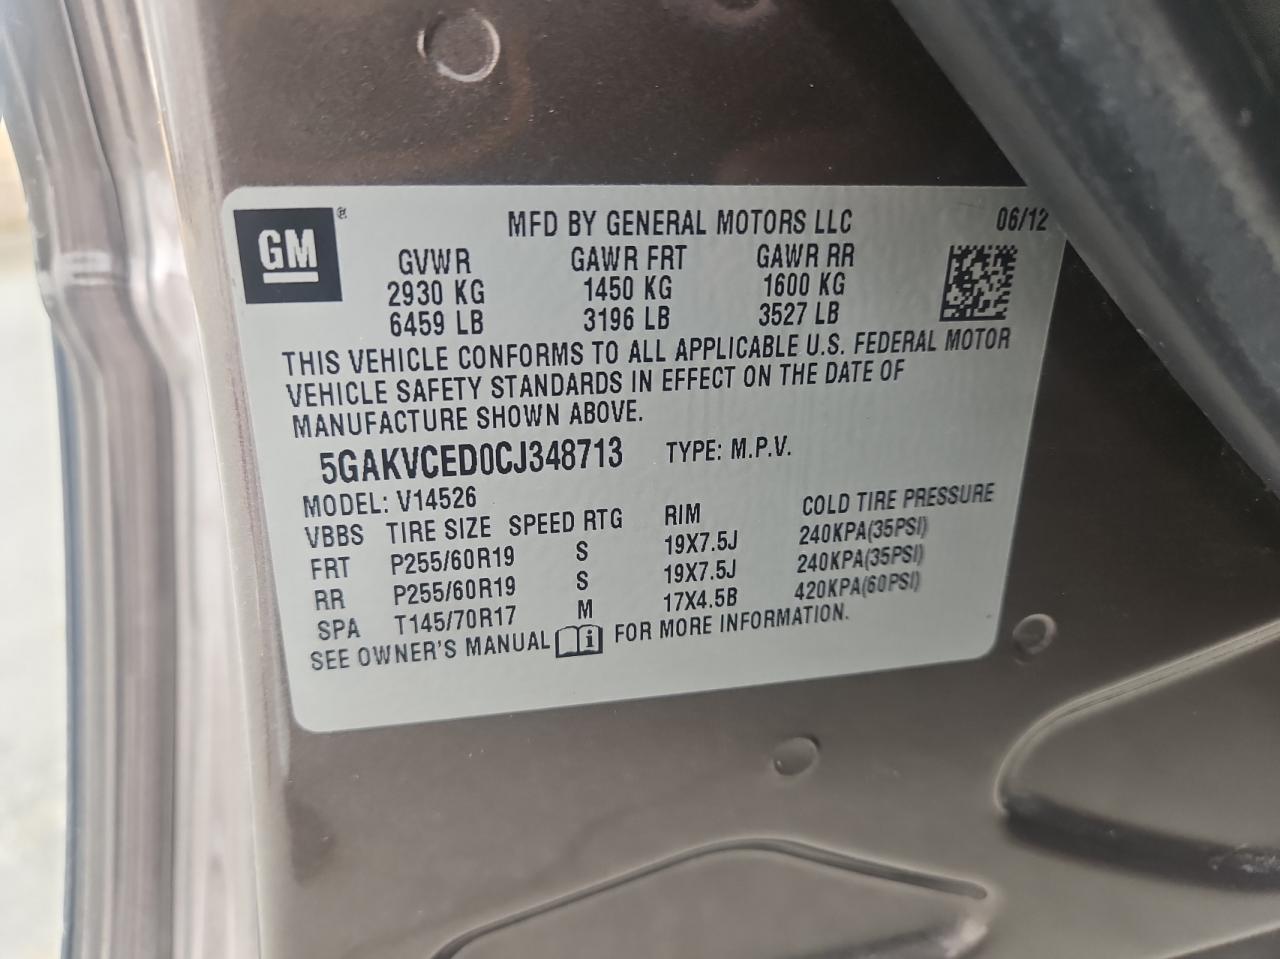 GM ®
MFD BY GENERAL MOTORS LLC 06/12
GVWR GAWR FRT GAWR RR
2930 KG 1450 KG 1600 KG
6459 LB 3196 LB 3527 LB
THIS VEHICLE CONFORMS TO ALL APPLICABLE U.S. FEDERAL MOTOR
VEHICLE SAFETY STANDARDS IN EFFECT ON THE DATE OF
MANUFACTURE SHOWN ABOVE.
5GAKVCED0CJ348713 TYPE: M.P.V.
MODEL: V14526
VBBS TIRE SIZE SPEED RTG RIM COLD TIRE PRESSURE
FRT P255/60R19 S 19X7.5J 240KPA(35PSI)
RR P255/60R19 S 19X7.5J 240KPA(35PSI)
SPA T145/70R17 M 17X4.5B 420KPA(60PSI)
SEE OWNER'S MANUAL i FOR MORE INFORMATION.